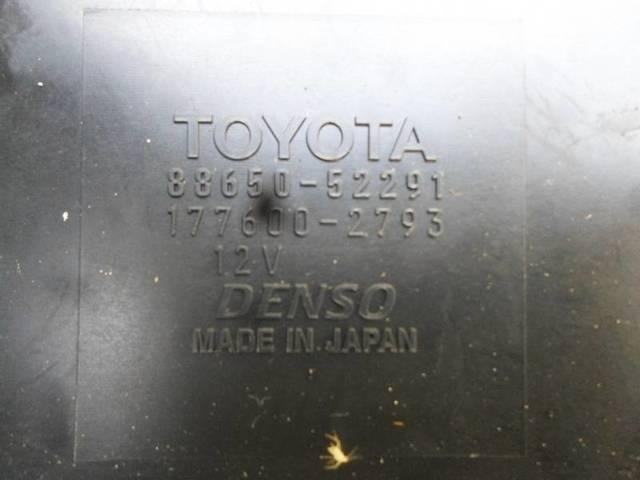 TOYOTA
88650-52291
177600-2793
12V
DENSO
MADE IN JAPAN